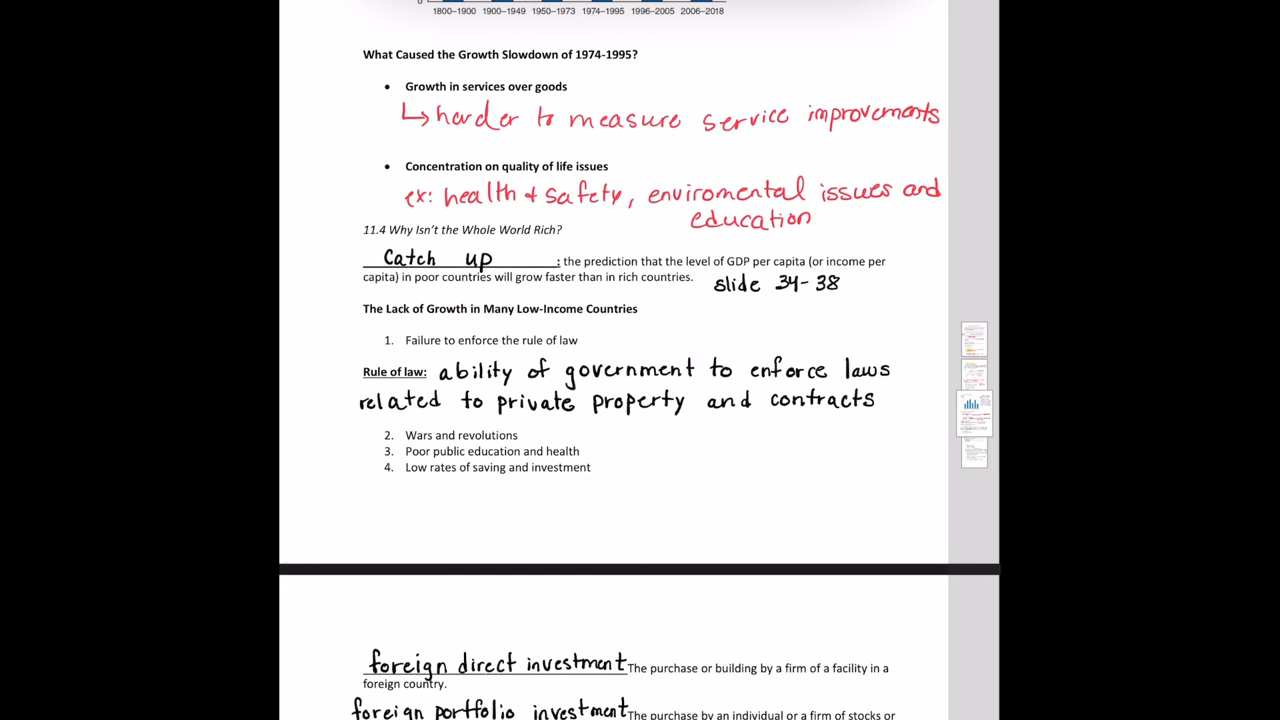 0
1800–1900 1900–1949 1950–1973 1974–1995 1996–2005 2006–2018
What Caused the Growth Slowdown of 1974-1995?
• Growth in services over goods
↳ harder to measure service improvements
• Concentration on quality of life issues
ex: health & safety, enviromental issues and
education
11.4 Why Isn't the Whole World Rich?
Catch up : the prediction that the level of GDP per capita (or income per
capita) in poor countries will grow faster than in rich countries. slide 34-38
The Lack of Growth in Many Low-Income Countries
1. Failure to enforce the rule of law
Rule of law: ability of government to enforce laws
related to private property and contracts
2. Wars and revolutions
3. Poor public education and health
4. Low rates of saving and investment
foreign direct investment The purchase or building by a firm of a facility in a
foreign country.
foreign portfolio investment The purchase by an individual or a firm of stocks or